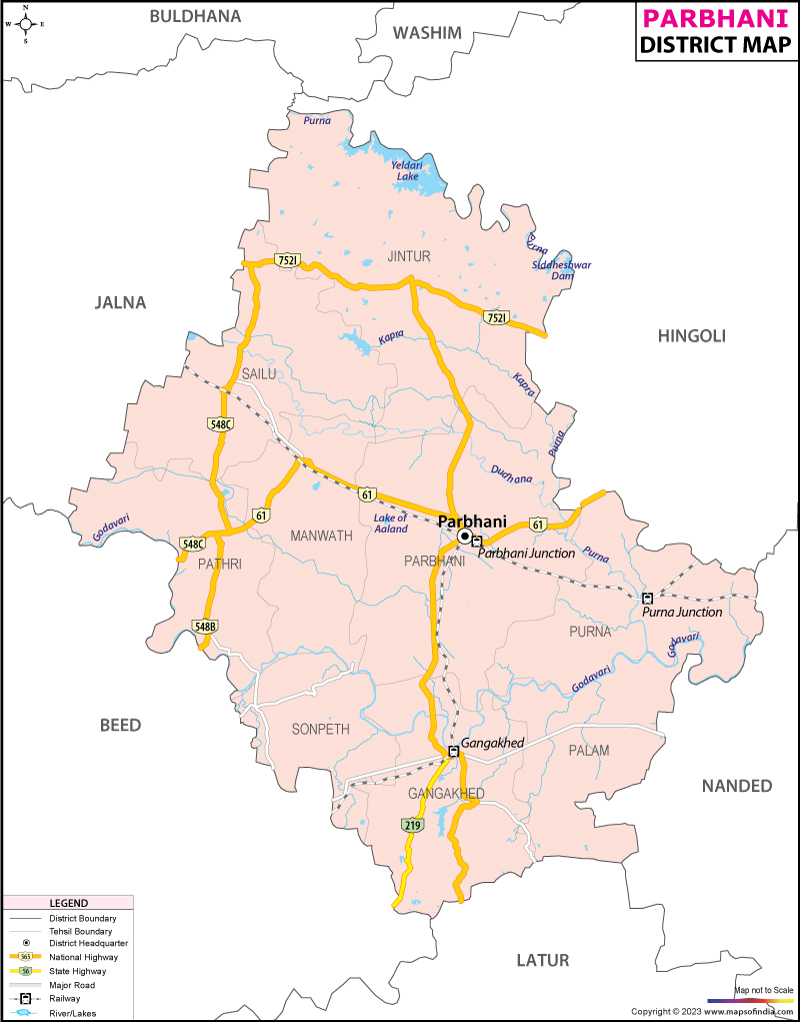 BULDHANA
WASHIM
PARBHANI
DISTRICT MAP
N
W
E
S
Purna
Yeldari
Lake
Purna
JINTUR
752I
Siddheshwar
Dam
JALNA
752I
HINGOLI
Kapra
SAILU
Kapra
548C
Purna
Dudhana
61
61
Lake of
Aaland
Parbhani
61
Godavari
MANWATH
548C
Parbhani Junction
PATHRI
PARBHANI
Purna
Purna Junction
548B
PURNA
Godavari
Godavari
BEED
SONPETH
Gangakhed
PALAM
NANDED
GANGAKHED
219
LATUR
LEGEND
District Boundary
Tehsil Boundary
District Headquarter
565
National Highway
56
State Highway
Major Road
Railway
River/Lakes
Map not to Scale
Copyright © 2023 www.mapsofindia.com